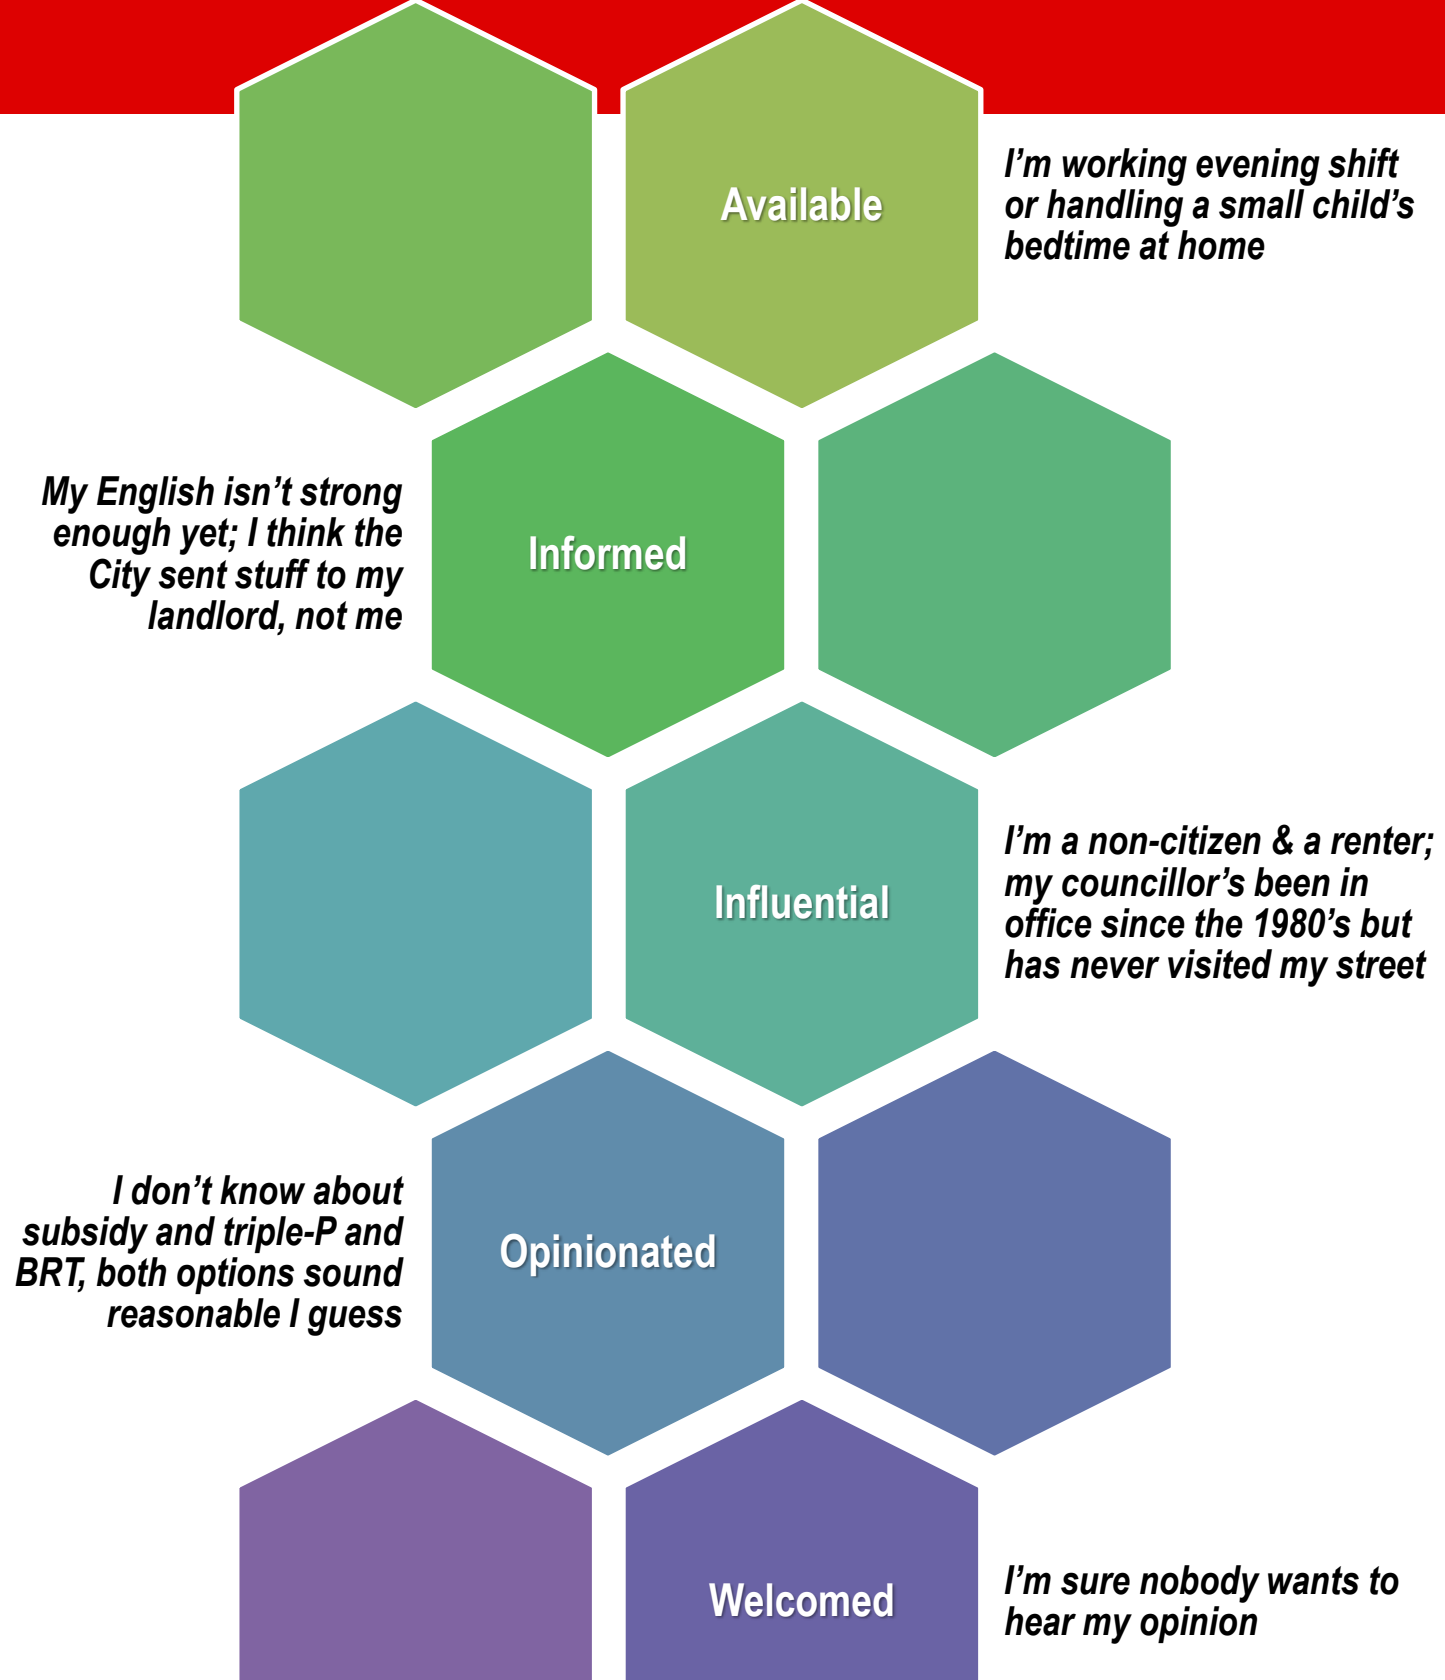 Available
I’m working evening shift
or handling a small child’s
bedtime at home
My English isn’t strong
enough yet; I think the
City sent stuff to my
landlord, not me
Informed
Influential
I’m a non-citizen & a renter;
my councillor’s been in
office since the 1980’s but
has never visited my street
I don’t know about
subsidy and triple-P and
BRT, both options sound
reasonable I guess
Opinionated
Welcomed
I’m sure nobody wants to
hear my opinion